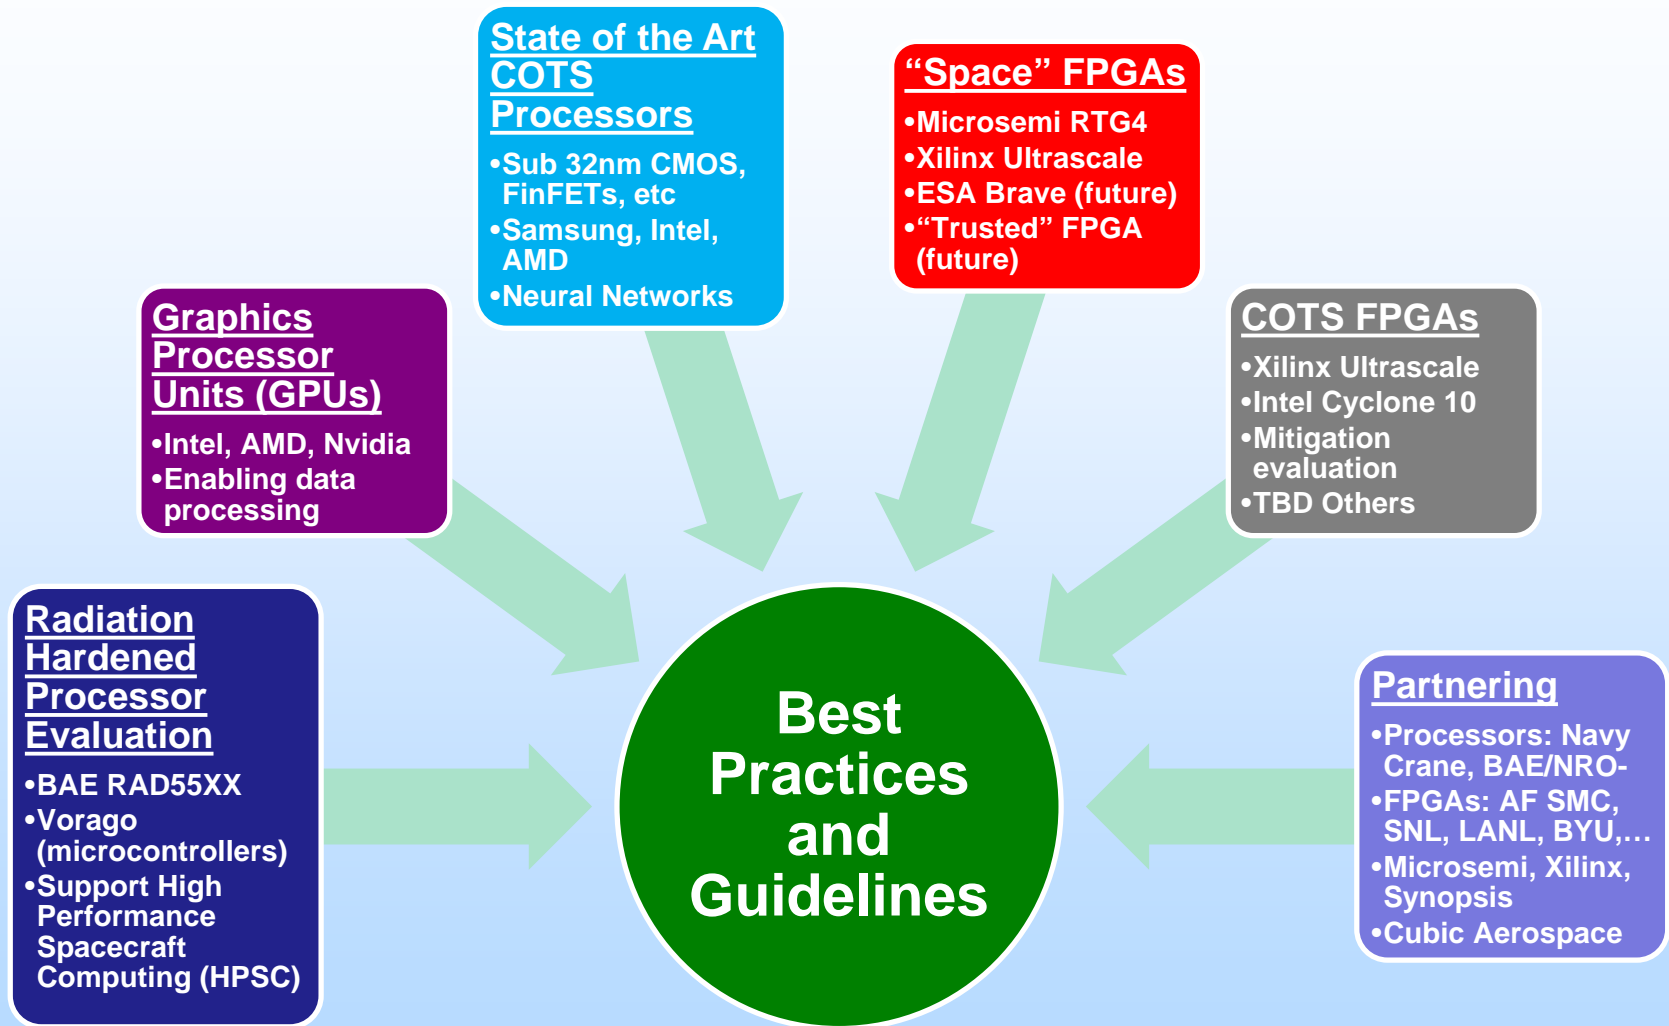 State of the Art
COTS
Processors
•Sub 32nm CMOS,
FinFETs, etc
•Samsung, Intel,
AMD
•Neural Networks
“Space” FPGAs
•Microsemi RTG4
•Xilinx Ultrascale
•ESA Brave (future)
•“Trusted” FPGA
(future)
Graphics
Processor
Units (GPUs)
•Intel, AMD, Nvidia
•Enabling data
processing
COTS FPGAs
•Xilinx Ultrascale
•Intel Cyclone 10
•Mitigation
evaluation
•TBD Others
Radiation
Hardened
Processor
Evaluation
•BAE RAD55XX
•Vorago
(microcontrollers)
•Support High
Performance
Spacecraft
Computing (HPSC)
Best
Practices
and
Guidelines
Partnering
•Processors: Navy
Crane, BAE/NRO-
•FPGAs: AF SMC,
SNL, LANL, BYU,…
•Microsemi, Xilinx,
Synopsis
•Cubic Aerospace